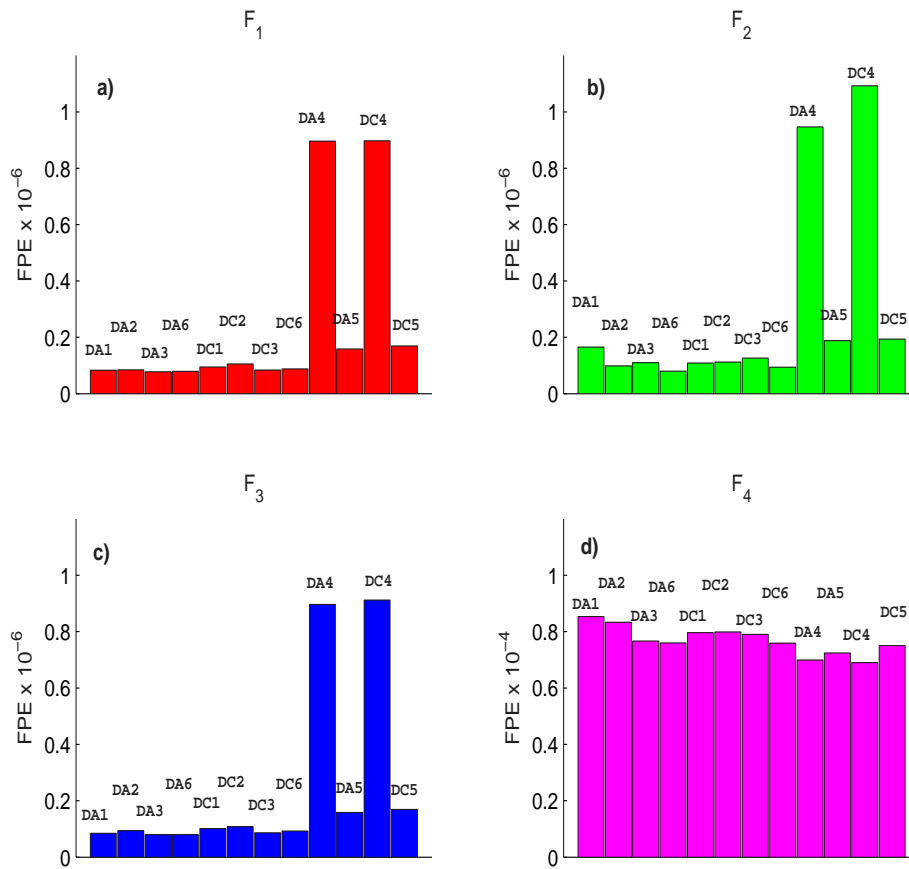 F1
a)
FPE x 10−6
1
0.8
0.6
0.4
0.2
0
DA1
DA2
DA3
DA6
DC1
DC2
DC3
DC6
DA4
DA5
DC4
DC5
F2
b)
FPE x 10−6
1
0.8
0.6
0.4
0.2
0
DA1
DA2
DA3
DA6
DC1
DC2
DC3
DC6
DA4
DA5
DC4
DC5
F3
c)
FPE x 10−6
1
0.8
0.6
0.4
0.2
0
DA1
DA2
DA3
DA6
DC1
DC2
DC3
DC6
DA4
DA5
DC4
DC5
F4
d)
FPE x 10−4
1
0.8
0.6
0.4
0.2
0
DA1
DA2
DA3
DA6
DC1
DC2
DC3
DC6
DA4
DA5
DC4
DC5